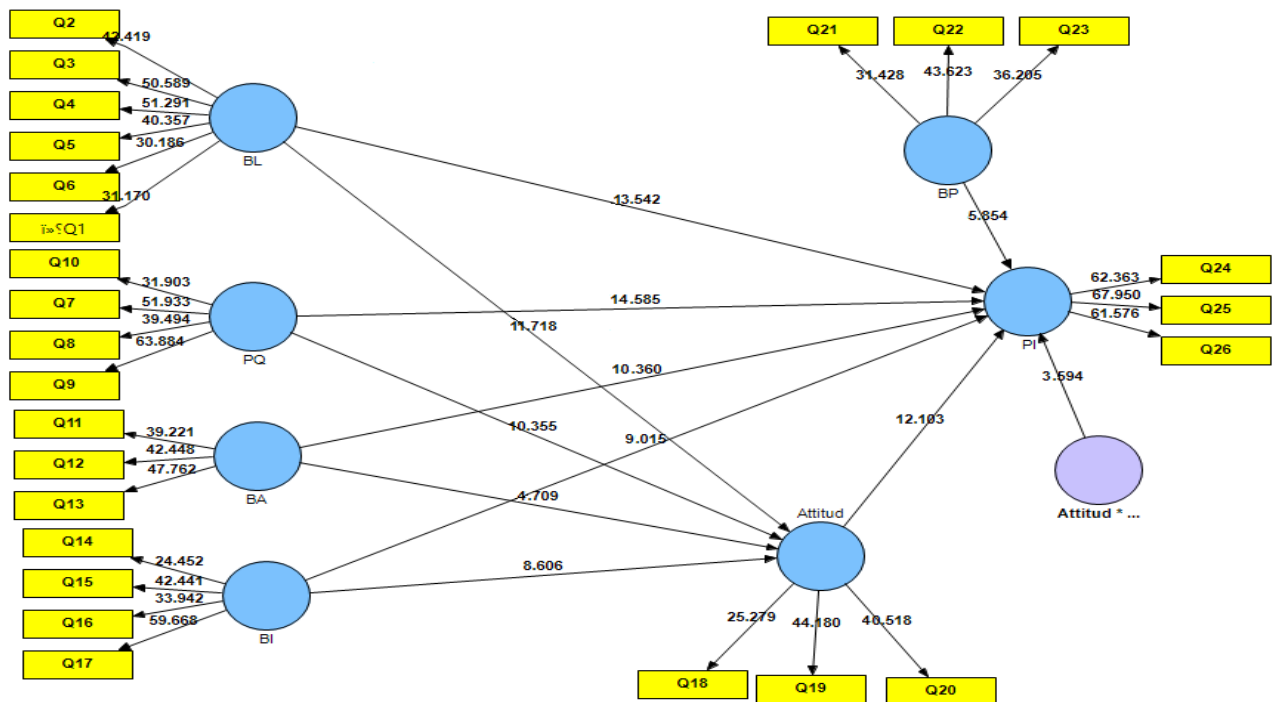 Q2
42.419
Q3
50.589
Q4
51.291
Q5
40.357
Q6
30.186
31.170
ï»؟Q1
BL
Q10
31.903
Q7
51.933
Q8
39.494
Q9
63.884
PQ
Q11
39.221
Q12
42.448
Q13
47.762
BA
Q14
24.452
Q15
42.441
Q16
33.942
Q17
59.668
BI
13.542
14.585
11.718
10.360
10.355
9.015
4.709
8.606
12.103
Q21
Q22
Q23
31.428
43.623
36.205
BP
5.854
PI
62.363
Q24
67.950
Q25
61.576
Q26
3.594
Attitud * ...
Attitud
25.279
44.180
40.518
Q18
Q19
Q20